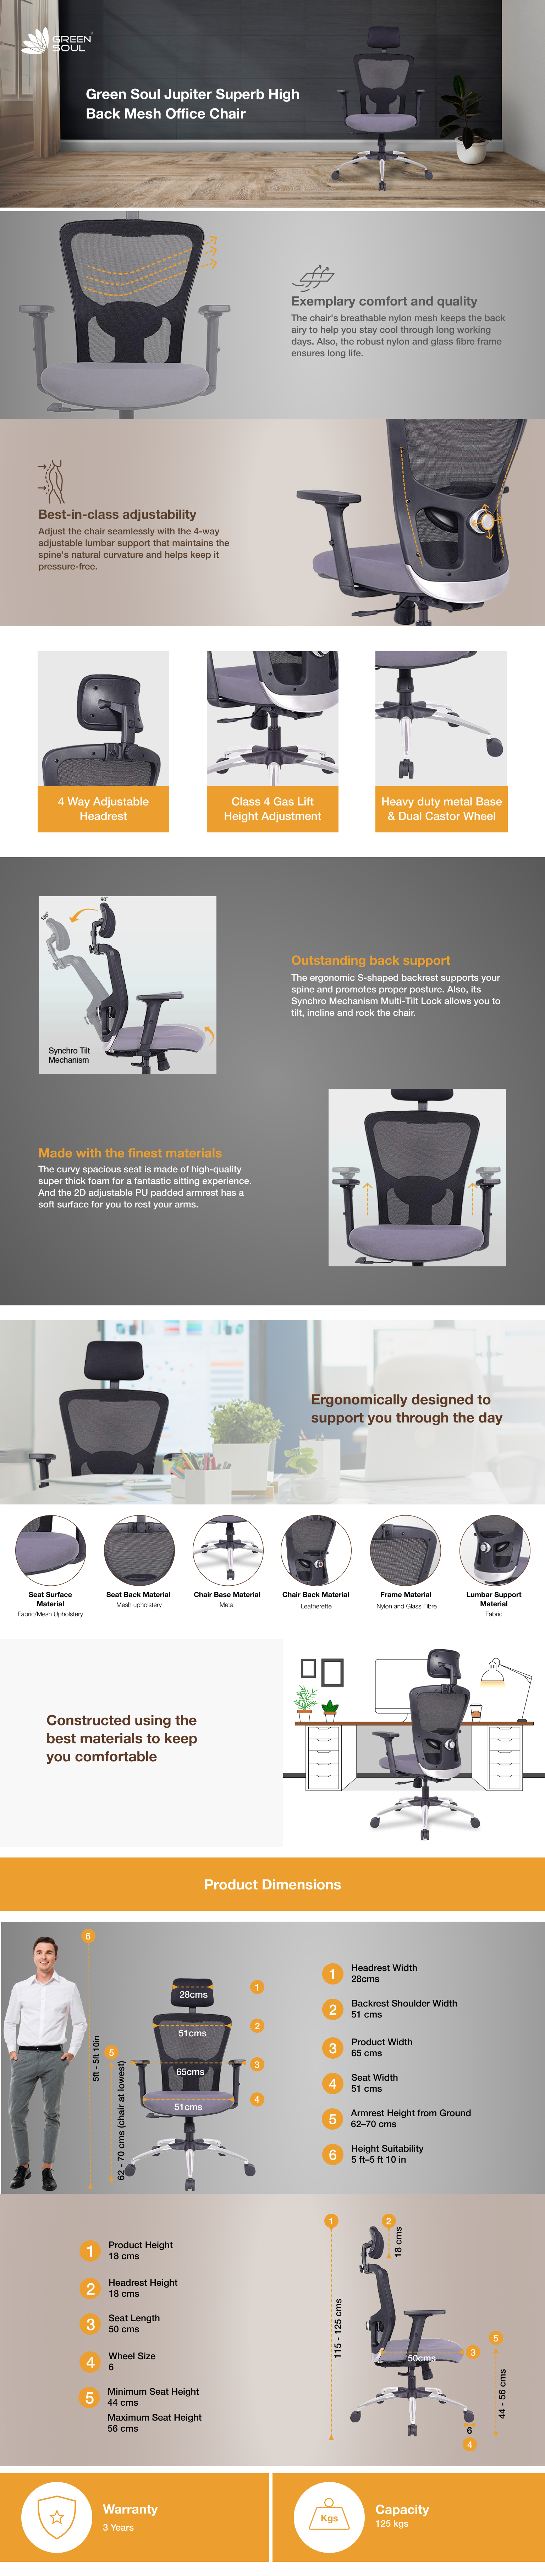 GREEN
SOUL
Green Soul Jupiter Superb High
Back Mesh Office Chair
Exemplary comfort and quality
The chair's breathable nylon mesh keeps the back
airy to help you stay cool through long working
days. Also, the robust nylon and glass fibre frame
ensures long life.
Best-in-class adjustability
Adjust the chair seamlessly with the 4-way
adjustable lumbar support that maintains the
spine's natural curvature and helps keep it
pressure-free.
4 Way Adjustable
Headrest
Class 4 Gas Lift
Height Adjustment
Heavy duty metal Base
& Dual Castor Wheel
90°
Synchro Tilt
Mechanism
Outstanding back support
The ergonomic S-shaped backrest supports your
spine and promotes proper posture. Also, its
Synchro Mechanism Multi-Tilt Lock allows you to
tilt, incline and rock the chair.
Made with the finest materials
The curvy spacious seat is made of high-quality
super thick foam for a fantastic sitting experience.
And the 2D adjustable PU padded armrest has a
soft surface for you to rest your arms.
Ergonomically designed to
support you through the day
Seat Surface
Material
Fabric/Mesh Upholstery
Seat Back Material
Mesh upholstery
Chair Base Material
Metal
Chair Back Material
Leatherette
Frame Material
Nylon and Glass Fibre
Lumbar Support
Material
Fabric
Constructed using the
best materials to keep
you comfortable
Product Dimensions
6
5ft - 5ft 10in
5
62 - 70 cms (chair at lowest)
28cms
1
51cms
2
65cms
3
51cms
4
1
Headrest Width
28cms
2
Backrest Shoulder Width
51 cms
3
Product Width
65 cms
4
Seat Width
51 cms
5
Armrest Height from Ground
62–70 cms
6
Height Suitability
5 ft–5 ft 10 in
1
Product Height
18 cms
2
Headrest Height
18 cms
3
Seat Length
50 cms
4
Wheel Size
6
5
Minimum Seat Height
44 cms
Maximum Seat Height
56 cms
1
115 - 125 cms
2
18 cms
50cms
3
5
44 - 56 cms
6
4
Warranty
3 Years
Kgs
Capacity
125 kgs